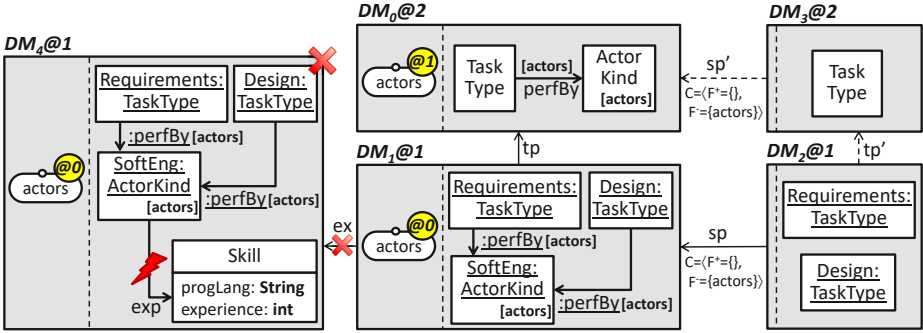 DM4@1
@0
actors
Requirements:
TaskType
Design:
TaskType
:perfBy[actors]
SoftEng:
ActorKind
[actors]
:perfBy[actors]
Skill
progLang: String
experience: int
exp
ex
DM0@2
@1
actors
Task
Type
[actors]
perfBy
Actor
Kind
[actors]
tp
DM1@1
@0
actors
Requirements:
TaskType
Design:
TaskType
:perfBy[actors]
SoftEng:
ActorKind
[actors]
:perfBy[actors]
sp'
C=⟨F+={},
F-={actors}⟩
sp
C=⟨F+={},
F-={actors}⟩
DM3@2
Task
Type
tp'
DM2@1
Requirements:
TaskType
Design:
TaskType